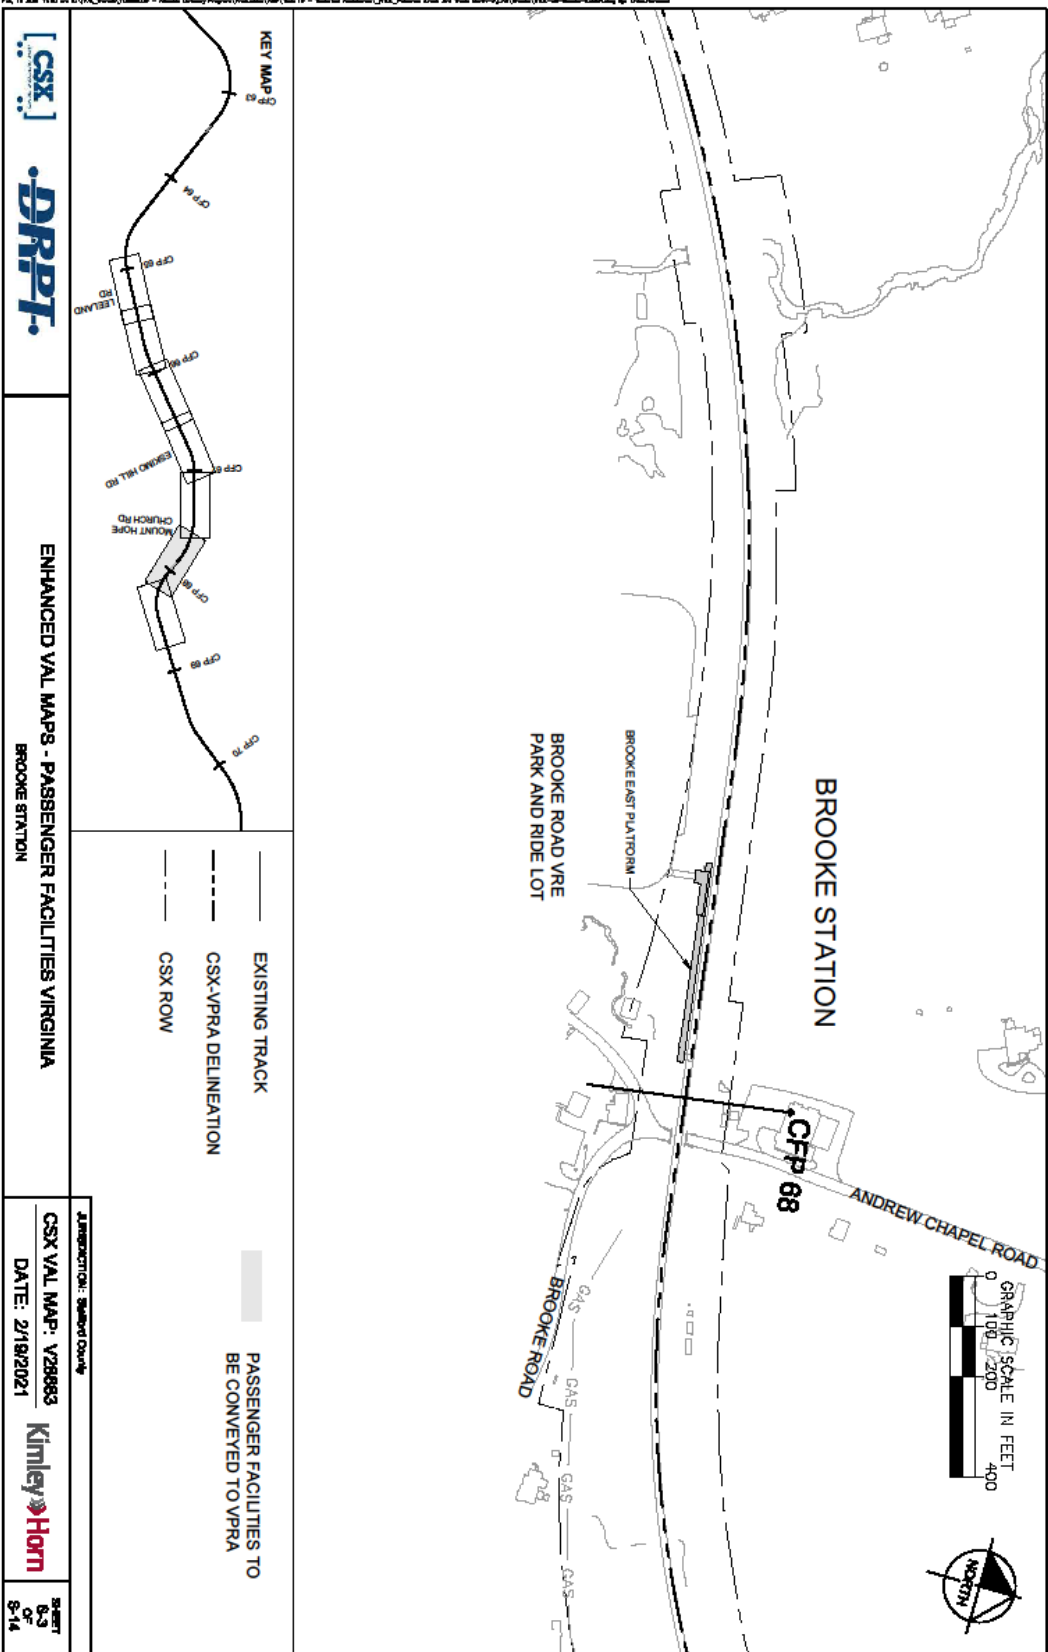 BROOKE STATION
BROOKE ROAD VRE
PARK AND RIDE LOT
BROOKE EAST PLATFORM
CFP 68
ANDREW CHAPEL ROAD
BROOKE ROAD
GAS
GAS
GAS
GAS
GRAPHIC SCALE IN FEET
0 100 200 400
NORTH
KEY MAP
CFP 63
CFP 64
CFP 65
LEELAND
RD
CFP 66
ESKIMO HILL RD
CFP 67
MOUNT HOPE
CHURCH RD
CFP 68
CFP 69
CFP 70
EXISTING TRACK
CSX-VPRA DELINEATION
CSX ROW
PASSENGER FACILITIES TO
BE CONVEYED TO VPRA
CSX
DRPT
ENHANCED VAL MAPS - PASSENGER FACILITIES VIRGINIA
BROOKE STATION
JURISDICTION: Stafford County
CSX VAL MAP: V26663
DATE: 2/19/2021
Kimley»Horn
SHEET
S-3
OF
S-14